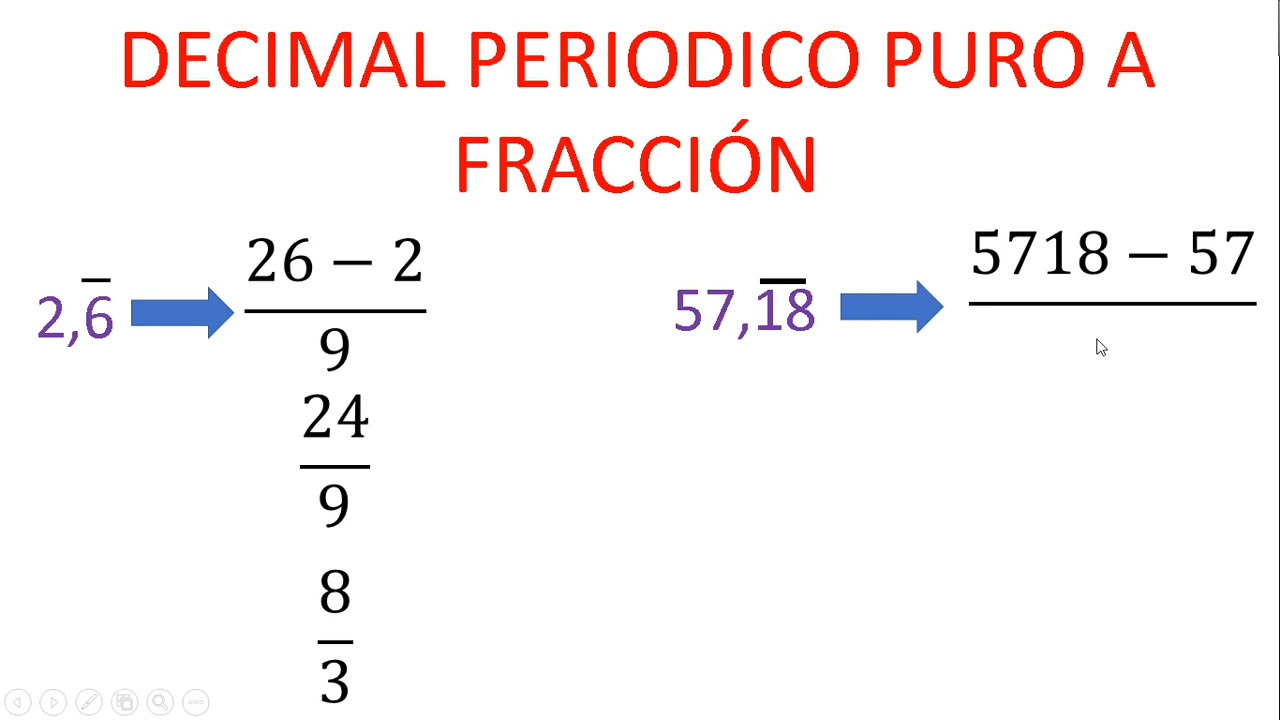 DECIMAL PERIODICO PURO A
FRACCIÓN
2,6̅
26 − 2
9
24
9
8
3
57,1̅8̅
5718 − 57